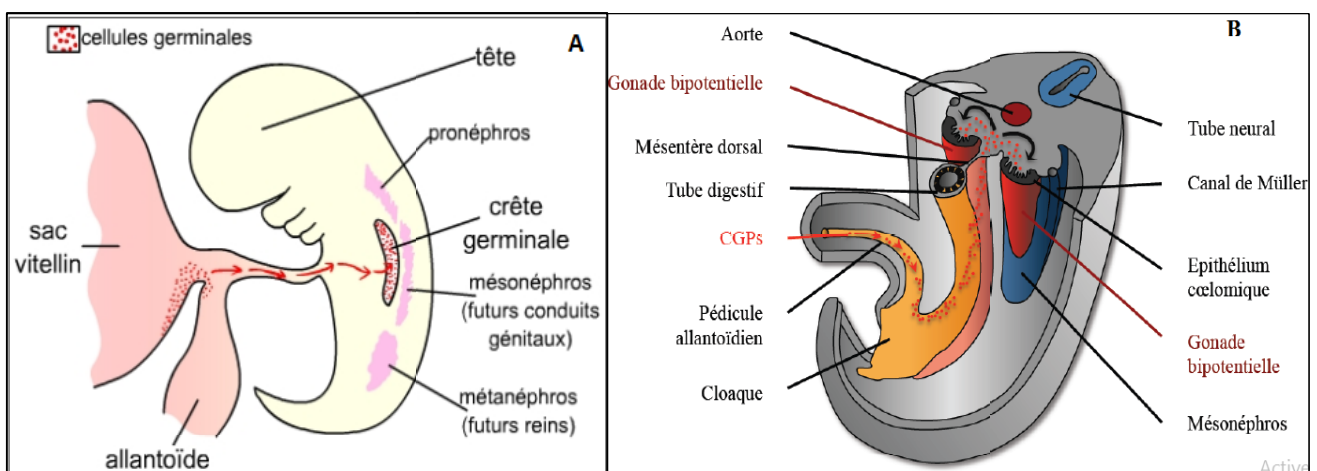 cellules germinales
A
tête
pronéphros
crête
germinale
sac
vitellin
mésonéphros
(futurs conduits
génitaux)
métanéphros
(futurs reins)
allantoïde
B
Aorte
Gonade bipotentielle
Mésentère dorsal
Tube digestif
CGPs
Pédicule
allantoïdien
Cloaque
Tube neural
Canal de Müller
Epithélium
cœlomique
Gonade
bipotentielle
Mésonéphros
Active